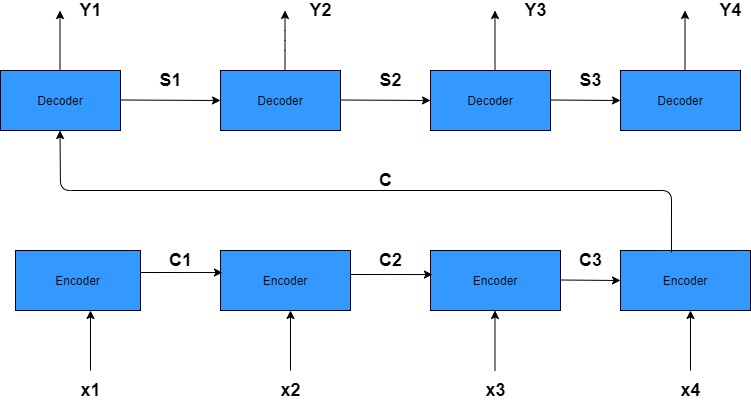 Y1 Y2 Y3 Y4
S1 S2 S3
Decoder Decoder Decoder Decoder
C
C1 C2 C3
Encoder Encoder Encoder Encoder
x1 x2 x3 x4